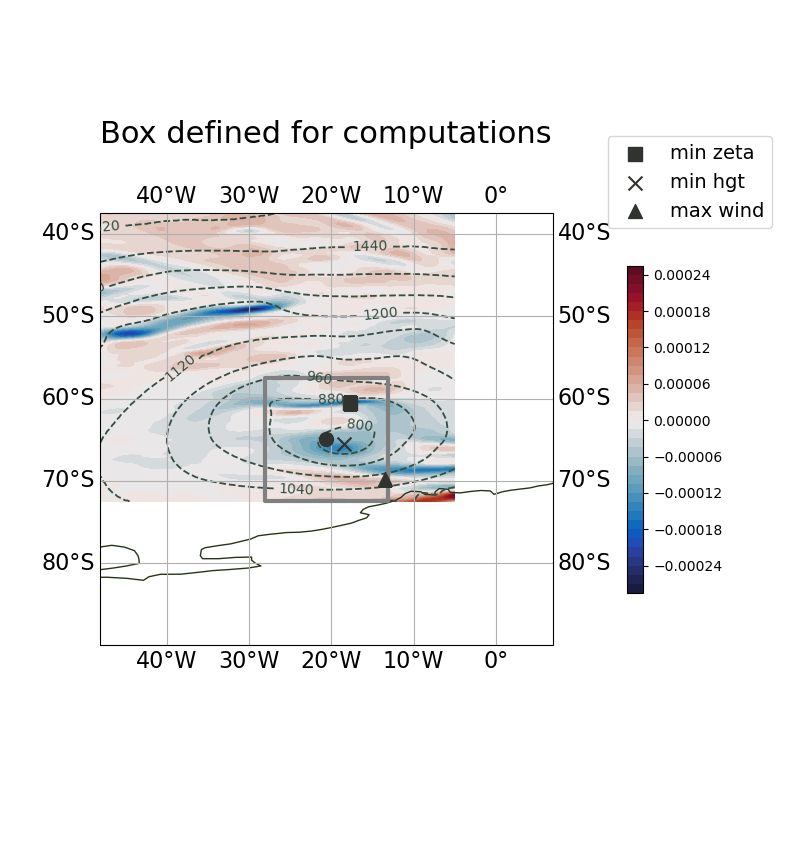 Box defined for computations
min zeta
min hgt
max wind
40°W 30°W 20°W 10°W 0°
40°S 40°S
50°S 50°S
60°S 60°S
70°S 70°S
80°S 80°S
20
1440
0
1200
1120
960
880
800
1040
0.00024
0.00018
0.00012
0.00006
0.00000
−0.00006
−0.00012
−0.00018
−0.00024
40°W 30°W 20°W 10°W 0°